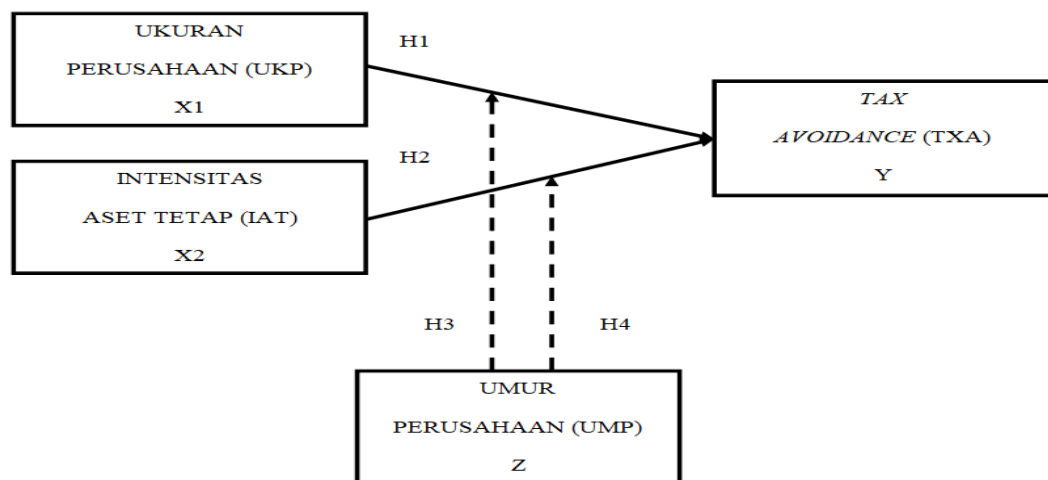 UKURAN
PERUSAHAAN (UKP)
X1
H1
TAX
AVOIDANCE (TXA)
Y
H2
INTENSITAS
ASET TETAP (IAT)
X2
H3
H4
UMUR
PERUSAHAAN (UMP)
Z